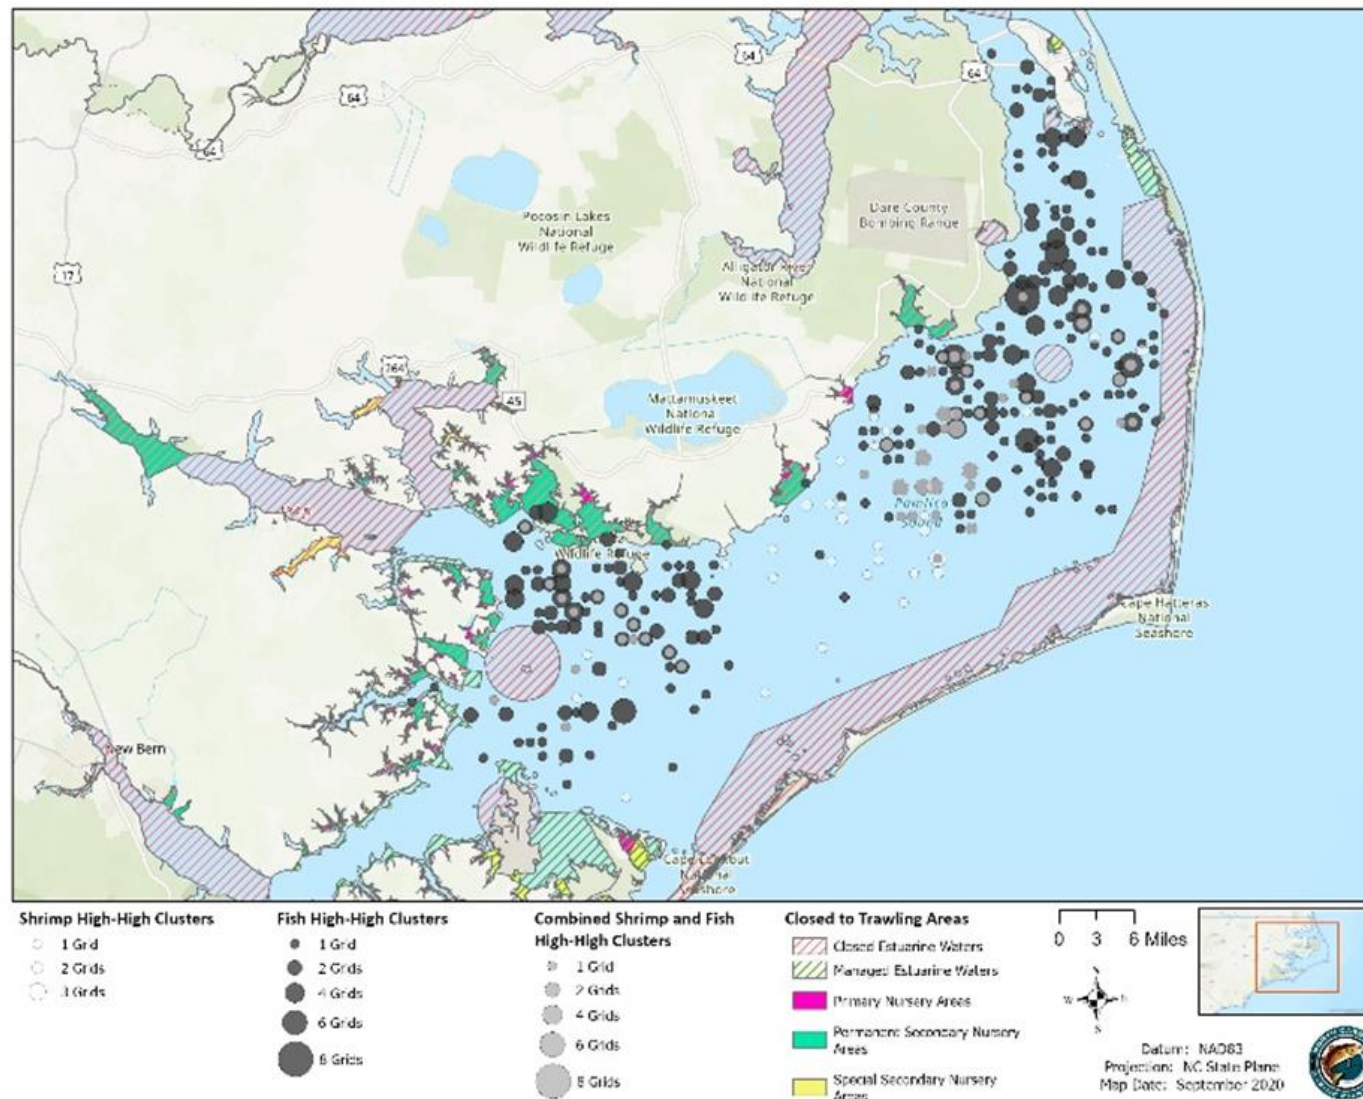 64
64
64
64
17
264
45
Pocosin Lakes
National
Wildlife Refuge
Dare County
Bombing Range
Alligator River
National
Wildlife Refuge
Mattamuskeet
National
Wildlife Refuge
Wildlife Refuge
Pamlico
Sound
Cape Hatteras
National
Seashore
New Bern
Cape Lookout
National
Seashore
Shrimp High-High Clusters
1 Grid
2 Grids
3 Grids
Fish High-High Clusters
1 Grid
2 Grids
4 Grids
6 Grids
8 Grids
Combined Shrimp and Fish
High-High Clusters
1 Grid
2 Grids
4 Grids
6 Grids
8 Grids
Closed to Trawling Areas
Closed Estuarine Waters
Managed Estuarine Waters
Primary Nursery Areas
Permanent Secondary Nursery
Areas
Special Secondary Nursery
Areas
0 3 6 Miles
N
W E
S
Datum: NAD83
Projection: NC State Plane
Map Date: September 2020